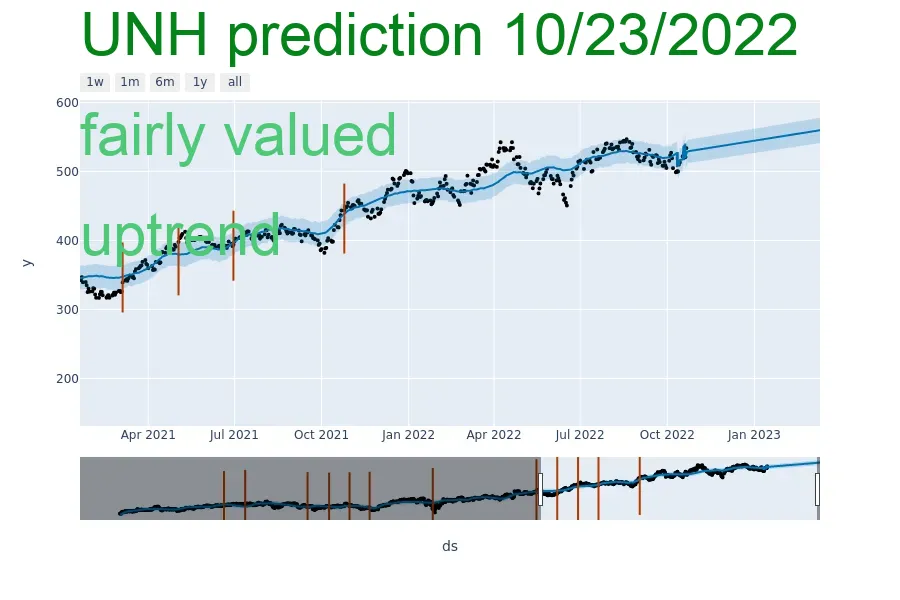 UNH prediction 10/23/2022
1w 1m 6m 1y all
600
fairly valued
500
uptrend
400
y
300
200
Apr 2021 Jul 2021 Oct 2021 Jan 2022 Apr 2022 Jul 2022 Oct 2022 Jan 2023
ds